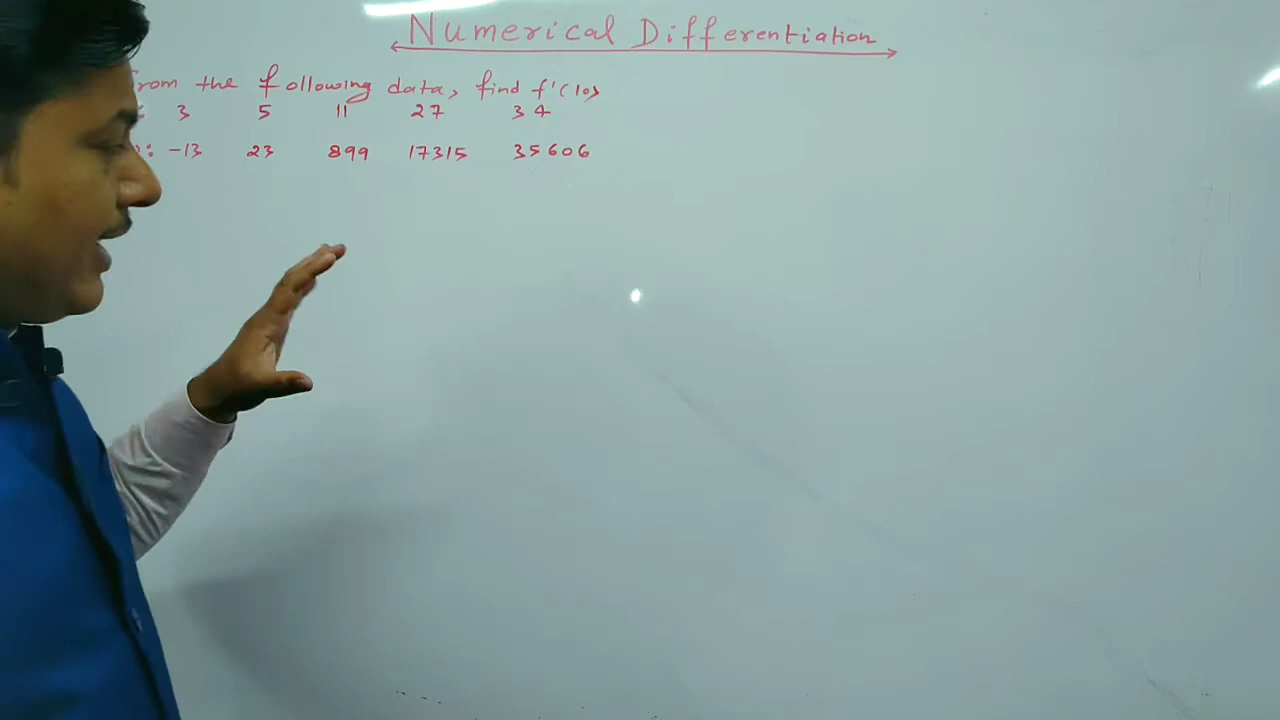 Numerical Differentiation
from the following data, find f'(10)
: 3 5 11 27 34
): -13 23 899 17315 35606